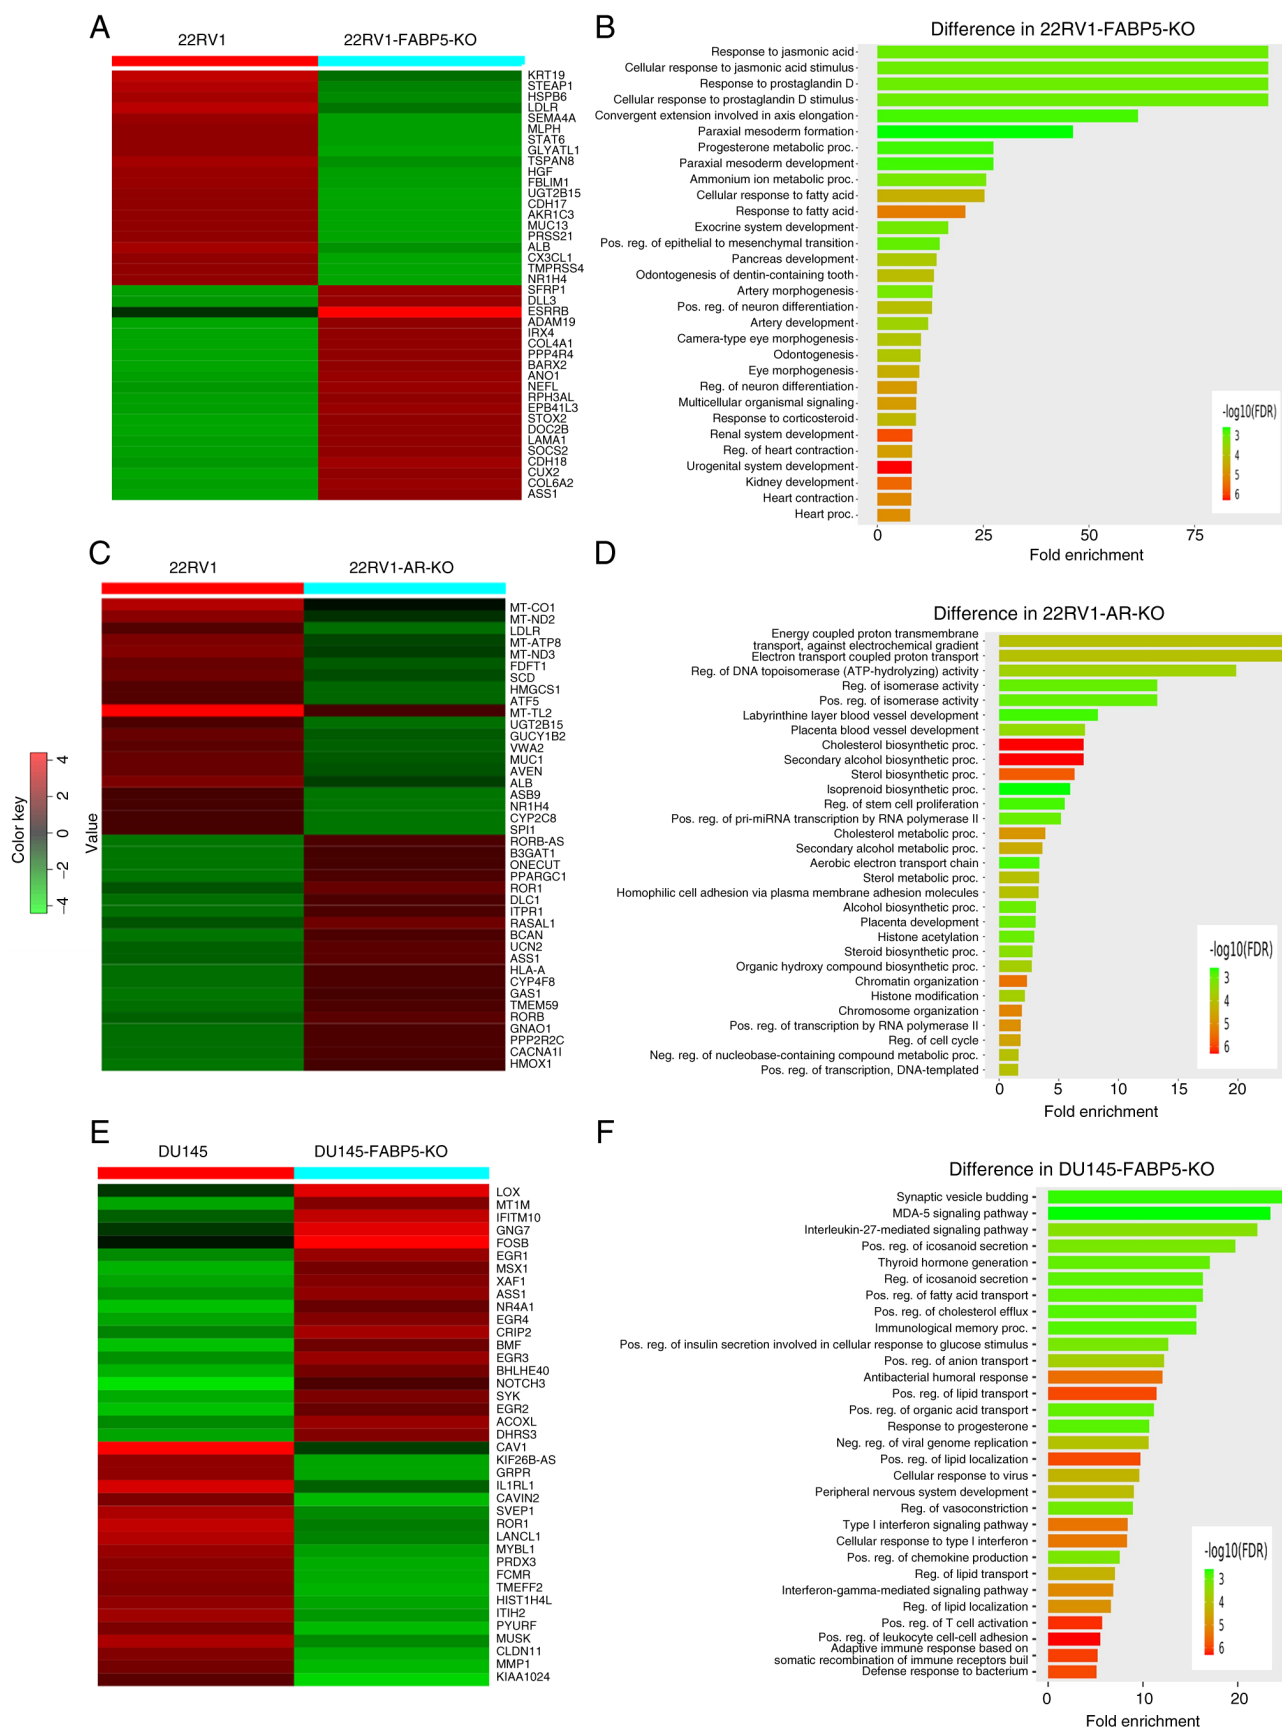 A
22RV1
22RV1-FABP5-KO
KRT19
STEAP1
HSPB6
LDLR
SEMA4A
MLPH
STAT6
GLYATL1
TSPAN8
HGF
FBLIM1
UGT2B15
CDH17
AKR1C3
MUC13
PRSS21
ALB
CX3CL1
TMPRSS4
NR1H4
SFRP1
DLL3
ESRRB
ADAM19
IRX4
COL4A1
PPP4R4
BARX2
ANO1
NEFL
RPH3AL
EPB41L3
STOX2
DOC2B
LAMA1
SOCS2
CDH18
CUX2
COL6A2
ASS1
B
Difference in 22RV1-FABP5-KO
Response to jasmonic acid
Cellular response to jasmonic acid stimulus
Response to prostaglandin D
Cellular response to prostaglandin D stimulus
Convergent extension involved in axis elongation
Paraxial mesoderm formation
Progesterone metabolic proc.
Paraxial mesoderm development
Ammonium ion metabolic proc.
Cellular response to fatty acid
Response to fatty acid
Exocrine system development
Pos. reg. of epithelial to mesenchymal transition
Pancreas development
Odontogenesis of dentin-containing tooth
Artery morphogenesis
Pos. reg. of neuron differentiation
Artery development
Camera-type eye morphogenesis
Odontogenesis
Eye morphogenesis
Reg. of neuron differentiation
Multicellular organismal signaling
Response to corticosteroid
Renal system development
Reg. of heart contraction
Urogenital system development
Kidney development
Heart contraction
Heart proc.
0 25 50 75
Fold enrichment
-log10(FDR)
3
4
5
6
C
22RV1
22RV1-AR-KO
MT-CO1
MT-ND2
LDLR
MT-ATP8
MT-ND3
FDFT1
SCD
HMGCS1
ATF5
MT-TL2
UGT2B15
GUCY1B2
VWA2
MUC1
AVEN
ALB
ASB9
NR1H4
CYP2C8
SPI1
RORB-AS
B3GAT1
ONECUT
PPARGC1
ROR1
DLC1
ITPR1
RASAL1
BCAN
UCN2
ASS1
HLA-A
CYP4F8
GAS1
TMEM59
RORB
GNAO1
PPP2R2C
CACNA1I
HMOX1
Color key
Value
4
2
0
−2
−4
D
Difference in 22RV1-AR-KO
Energy coupled proton transmembrane
transport, against electrochemical gradient
Electron transport coupled proton transport
Reg. of DNA topoisomerase (ATP-hydrolyzing) activity
Reg. of isomerase activity
Pos. reg. of isomerase activity
Labyrinthine layer blood vessel development
Placenta blood vessel development
Cholesterol biosynthetic proc.
Secondary alcohol biosynthetic proc.
Sterol biosynthetic proc.
Isoprenoid biosynthetic proc.
Reg. of stem cell proliferation
Pos. reg. of pri-miRNA transcription by RNA polymerase II
Cholesterol metabolic proc.
Secondary alcohol metabolic proc.
Aerobic electron transport chain
Sterol metabolic proc.
Homophilic cell adhesion via plasma membrane adhesion molecules
Alcohol biosynthetic proc.
Placenta development
Histone acetylation
Steroid biosynthetic proc.
Organic hydroxy compound biosynthetic proc.
Chromatin organization
Histone modification
Chromosome organization
Pos. reg. of transcription by RNA polymerase II
Reg. of cell cycle
Neg. reg. of nucleobase-containing compound metabolic proc.
Pos. reg. of transcription, DNA-templated
0 5 10 15 20
Fold enrichment
-log10(FDR)
3
4
5
6
E
DU145
DU145-FABP5-KO
LOX
MT1M
IFITM10
GNG7
FOSB
EGR1
MSX1
XAF1
ASS1
NR4A1
EGR4
CRIP2
BMF
EGR3
BHLHE40
NOTCH3
SYK
EGR2
ACOXL
DHRS3
CAV1
KIF26B-AS
GRPR
IL1RL1
CAVIN2
SVEP1
ROR1
LANCL1
MYBL1
PRDX3
FCMR
TMEFF2
HIST1H4L
ITIH2
PYURF
MUSK
CLDN11
MMP1
KIAA1024
F
Difference in DU145-FABP5-KO
Synaptic vesicle budding
MDA-5 signaling pathway
Interleukin-27-mediated signaling pathway
Pos. reg. of icosanoid secretion
Thyroid hormone generation
Reg. of icosanoid secretion
Pos. reg. of fatty acid transport
Pos. reg. of cholesterol efflux
Immunological memory proc.
Pos. reg. of insulin secretion involved in cellular response to glucose stimulus
Pos. reg. of anion transport
Antibacterial humoral response
Pos. reg. of lipid transport
Pos. reg. of organic acid transport
Response to progesterone
Neg. reg. of viral genome replication
Pos. reg. of lipid localization
Cellular response to virus
Peripheral nervous system development
Reg. of vasoconstriction
Type I interferon signaling pathway
Cellular response to type I interferon
Pos. reg. of chemokine production
Reg. of lipid transport
Interferon-gamma-mediated signaling pathway
Reg. of lipid localization
Pos. reg. of T cell activation
Pos. reg. of leukocyte cell-cell adhesion
Adaptive immune response based on
somatic recombination of immune receptors buil
Defense response to bacterium
0 10 20
Fold enrichment
-log10(FDR)
3
4
5
6